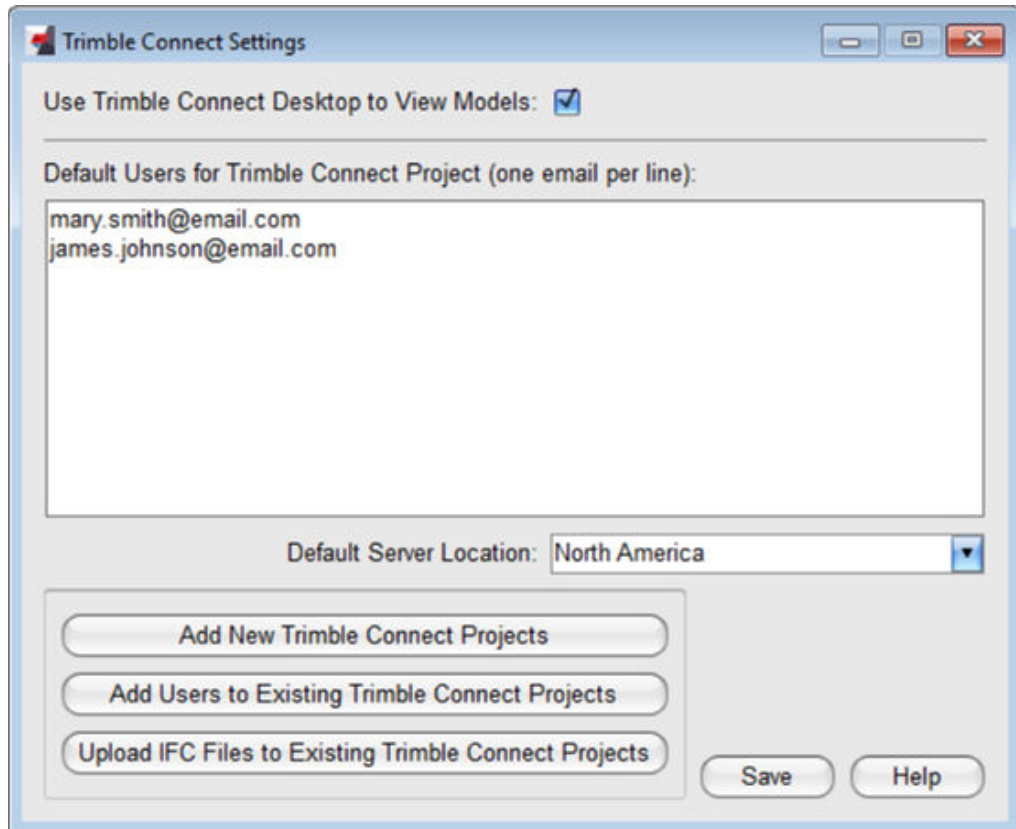 Trimble Connect Settings
Use Trimble Connect Desktop to View Models:
Default Users for Trimble Connect Project (one email per line):
mary.smith@email.com
james.johnson@email.com
Default Server Location: North America
Add New Trimble Connect Projects
Add Users to Existing Trimble Connect Projects
Upload IFC Files to Existing Trimble Connect Projects
Save Help